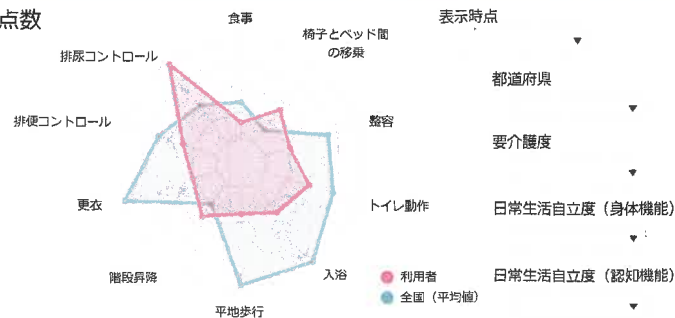 点数
食事
椅子とベッド間
の移乗
整容
トイレ動作
入浴
平地歩行
階段昇降
更衣
排便コントロール
排尿コントロール
利用者
全国（平均値）
表示時点
都道府県
要介護度
日常生活自立度（身体機能）
日常生活自立度（認知機能）